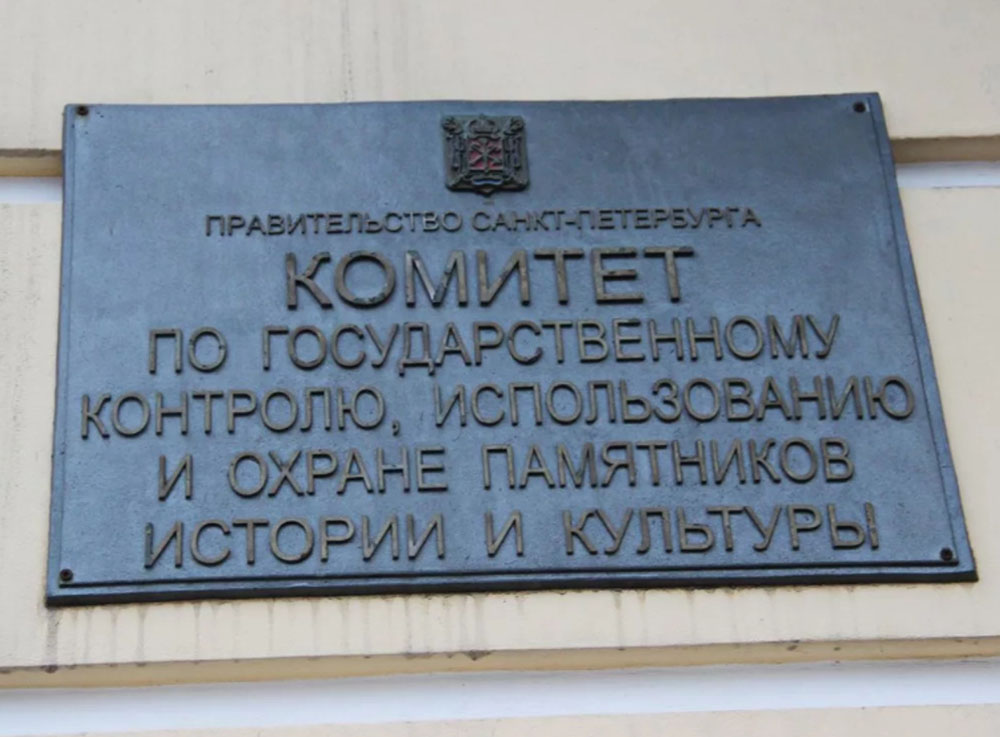 ПРАВИТЕЛЬСТВО САНКТ-ПЕТЕРБУРГА
КОМИТЕТ
ПО ГОСУДАРСТВЕННОМУ
КОНТРОЛЮ, ИСПОЛЬЗОВАНИЮ
И ОХРАНЕ ПАМЯТНИКОВ
ИСТОРИИ И КУЛЬТУРЫ